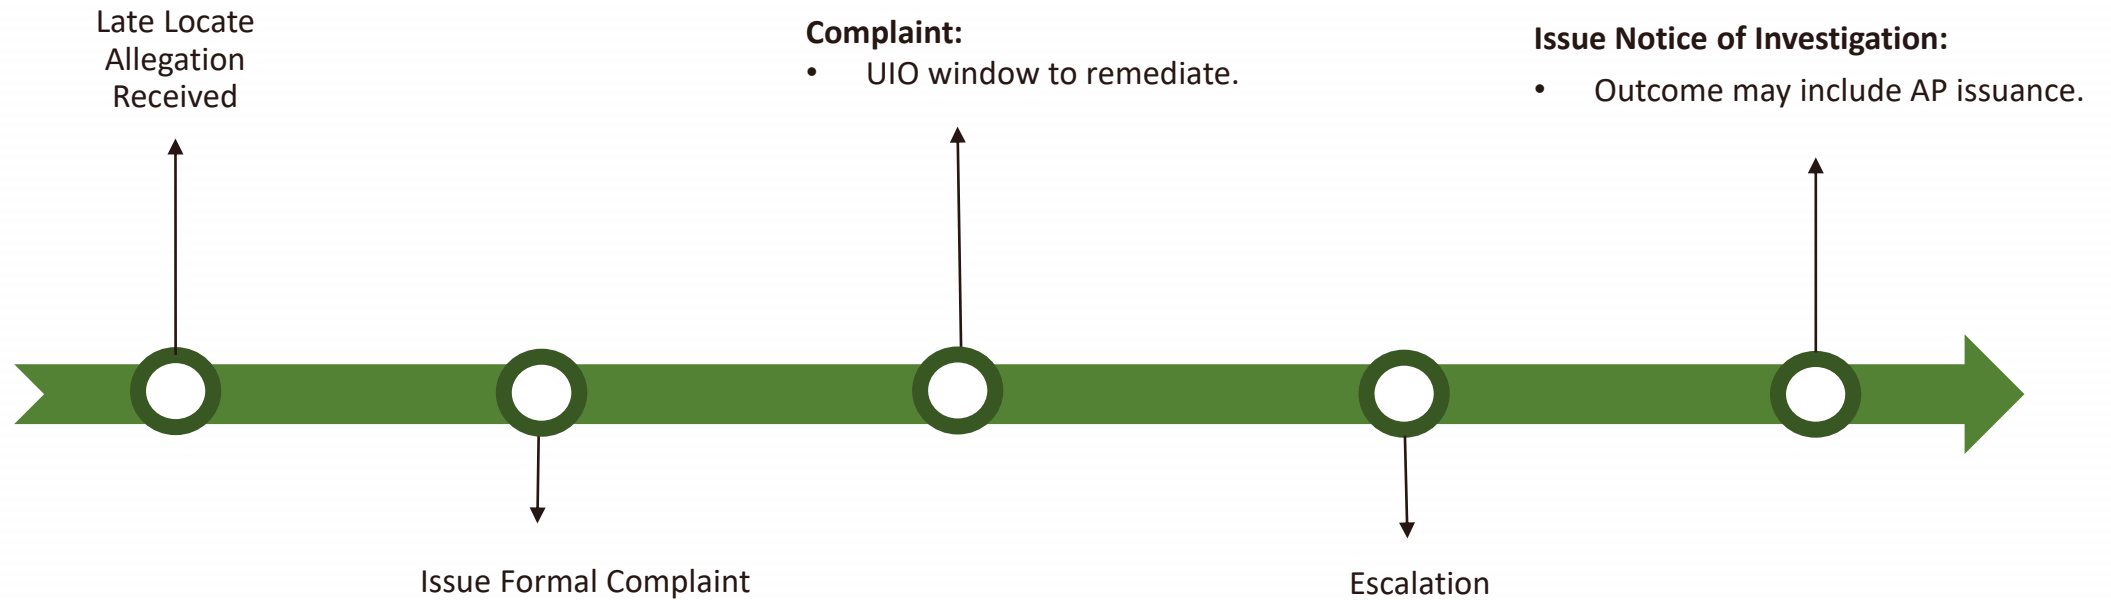 Late Locate
Allegation
Received
Complaint:
• UIO window to remediate.
Issue Notice of Investigation:
• Outcome may include AP issuance.
Issue Formal Complaint
Escalation